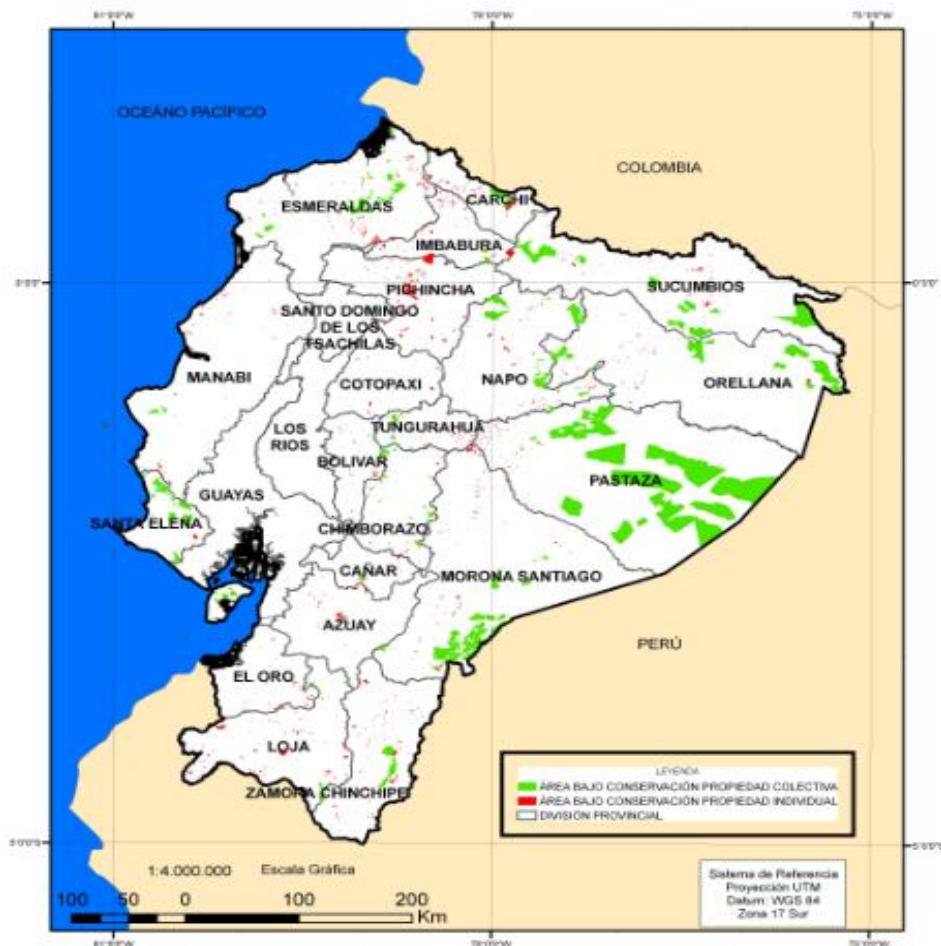 OCEÁNO PACÍFICO
COLOMBIA
CARCHI
ESMERALDAS
IMBABURA
SUCUMBIOS
PICHINCHA
SANTO DOMINGO
DE LOS
TSACHILAS
MANABI
COTOPAXI
NAPO
ORELLANA
TUNGURAHUA
LOS
RIOS
BOLIVAR
PASTAZA
GUAYAS
SANTA ELENA
CHIMBORAZO
CAÑAR
MORONA SANTIAGO
AZUAY
PERÚ
EL ORO
LOJA
ZAMORA CHINCHIPE
LEYENDA
ÁREA BAJO CONSERVACIÓN PROPIEDAD COLECTIVA
ÁREA BAJO CONSERVACIÓN PROPIEDAD INDIVIDUAL
DIVISIÓN PROVINCIAL
1:4.000.000 Escala Gráfica
100 50 0 100 200
Km
Sistema de Referencia
Proyección UTM
Datum: WGS 84
Zona 17 Sur